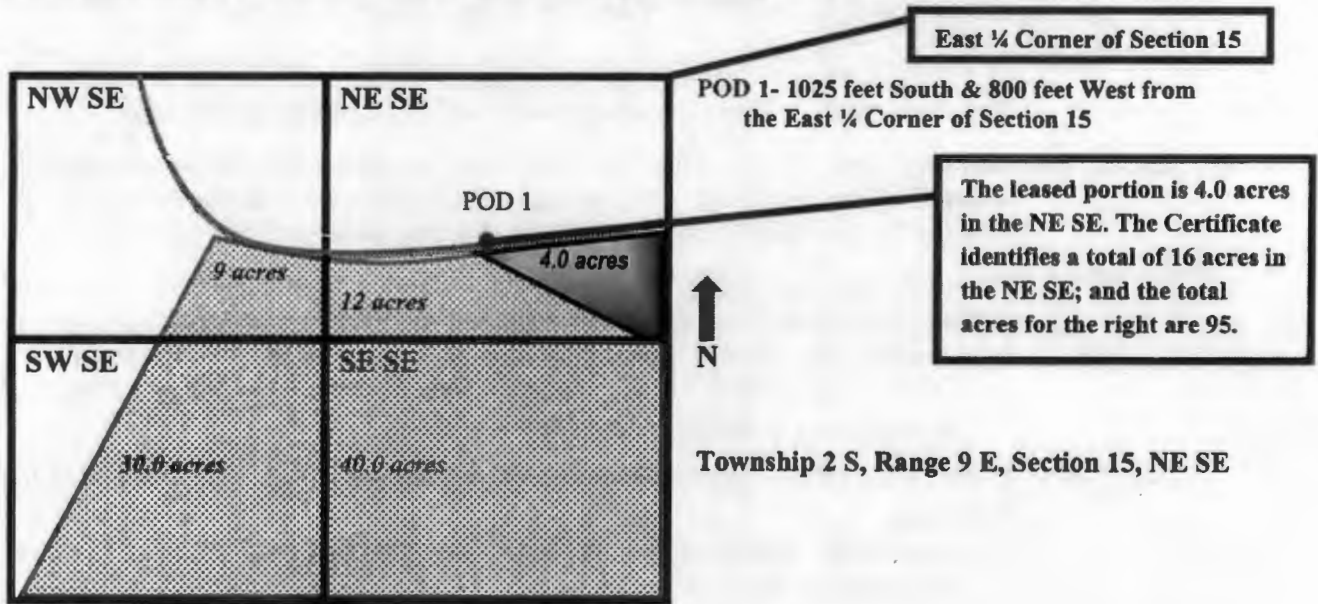 East ¼ Corner of Section 15
NW SE
NE SE
POD 1- 1025 feet South & 800 feet West from
the East ¼ Corner of Section 15
POD 1
The leased portion is 4.0 acres
in the NE SE. The Certificate
identifies a total of 16 acres in
the NE SE; and the total
acres for the right are 95.
9 acres
4.0 acres
12 acres
N
SW SE
SE SE
30.0 acres
40.0 acres
Township 2 S, Range 9 E, Section 15, NE SE